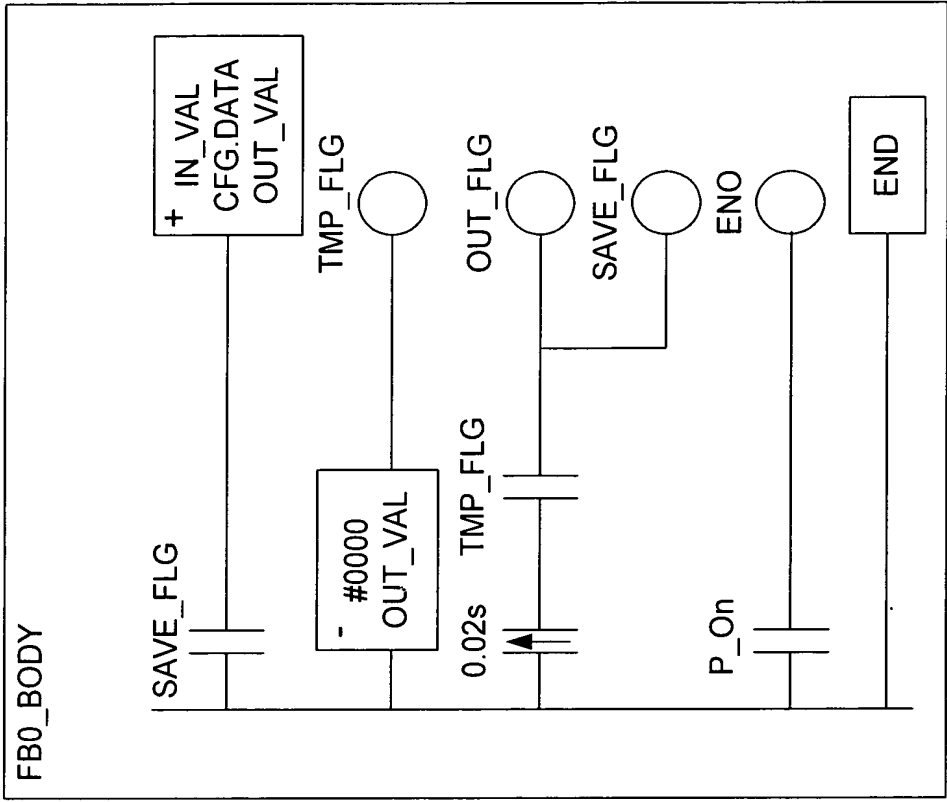 FB0_BODY
SAVE_FLG
+
IN_VAL
CFG.DATA
OUT_VAL
-
#0000
OUT_VAL
TMP_FLG
0.02s
TMP_FLG
OUT_FLG
SAVE_FLG
P_On
ENO
END